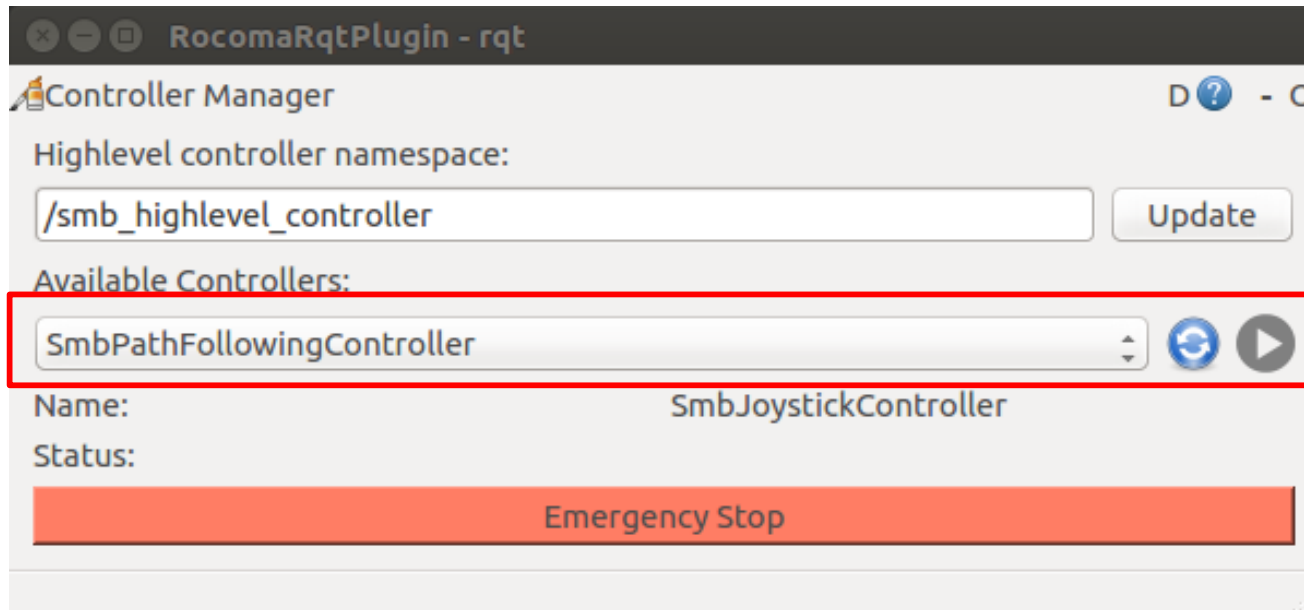 RocomaRqtPlugin - rqt
Controller Manager D - C
Highlevel controller namespace:
/smb_highlevel_controller Update
Available Controllers:
SmbPathFollowingController
Name: SmbJoystickController
Status:
Emergency Stop